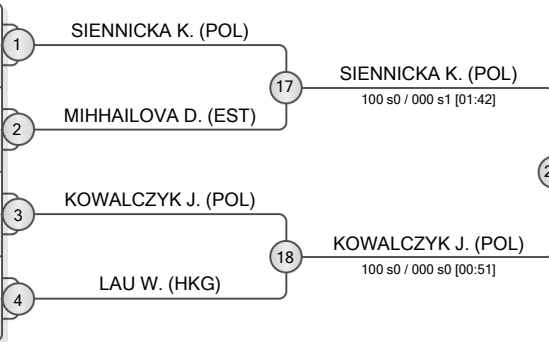 SIENNICKA K. (POL)
1
17
SIENNICKA K. (POL)
100 s0 / 000 s1 [01:42]
MIHHAILOVA D. (EST)
2
KOWALCZYK J. (POL)
3
18
KOWALCZYK J. (POL)
100 s0 / 000 s0 [00:51]
LAU W. (HKG)
4